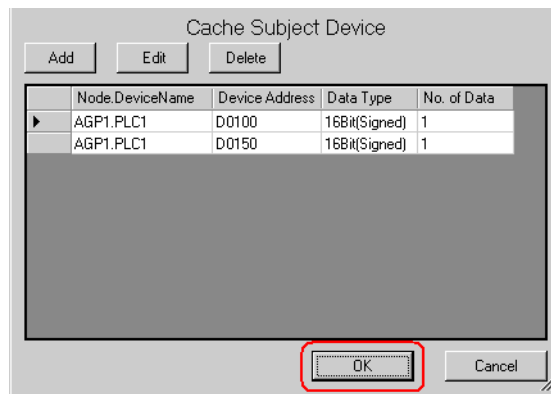 Cache Subject Device
Add Edit Delete
Node.DeviceName Device Address Data Type No. of Data
AGP1.PLC1 D0100 16Bit(Signed) 1
AGP1.PLC1 D0150 16Bit(Signed) 1
OK Cancel